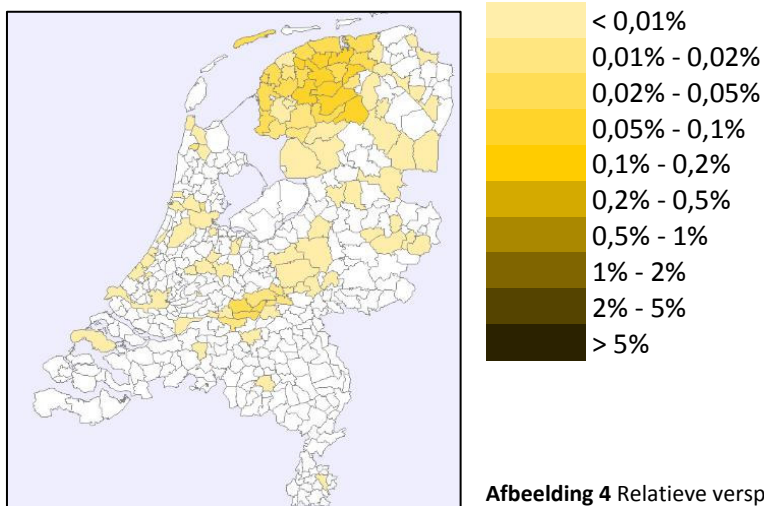 < 0,01%
0,01% - 0,02%
0,02% - 0,05%
0,05% - 0,1%
0,1% - 0,2%
0,2% - 0,5%
0,5% - 1%
1% - 2%
2% - 5%
> 5%
Afbeelding 4 Relatieve versp